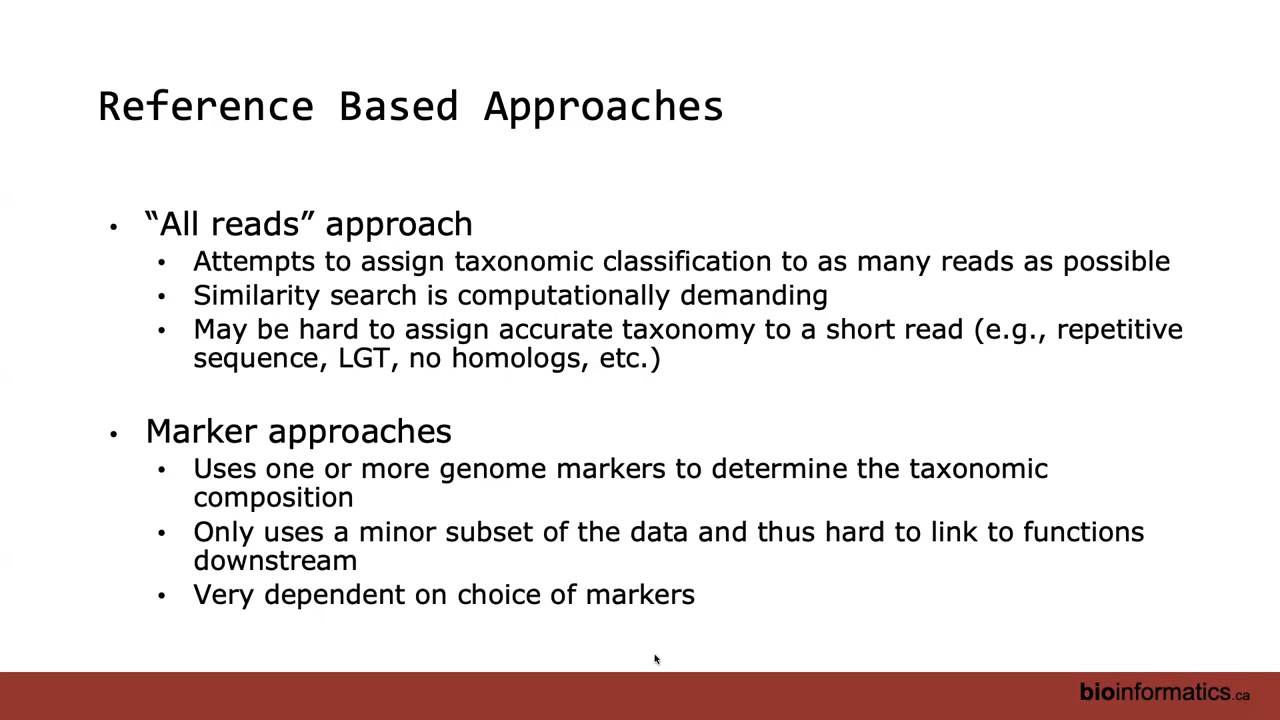 Reference Based Approaches
• “All reads” approach
• Attempts to assign taxonomic classification to as many reads as possible
• Similarity search is computationally demanding
• May be hard to assign accurate taxonomy to a short read (e.g., repetitive
sequence, LGT, no homologs, etc.)
• Marker approaches
• Uses one or more genome markers to determine the taxonomic
composition
• Only uses a minor subset of the data and thus hard to link to functions
downstream
• Very dependent on choice of markers
bioinformatics.ca